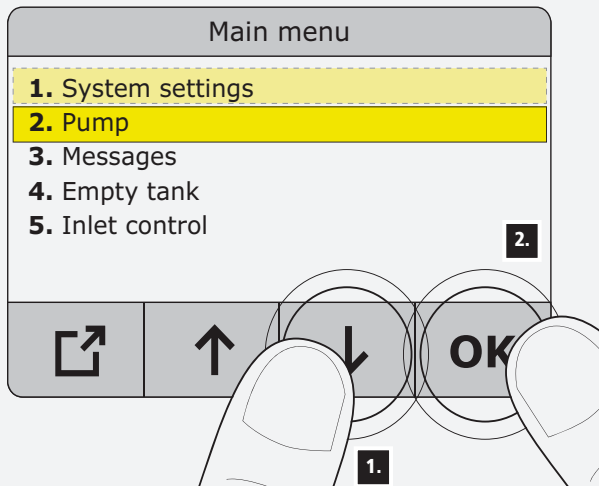 Main menu
1. System settings
2. Pump
3. Messages
4. Empty tank
5. Inlet control
2.
OK
1.